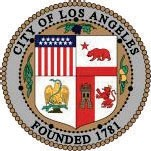 CITY OF LOS ANGELES
FOUNDED 1781